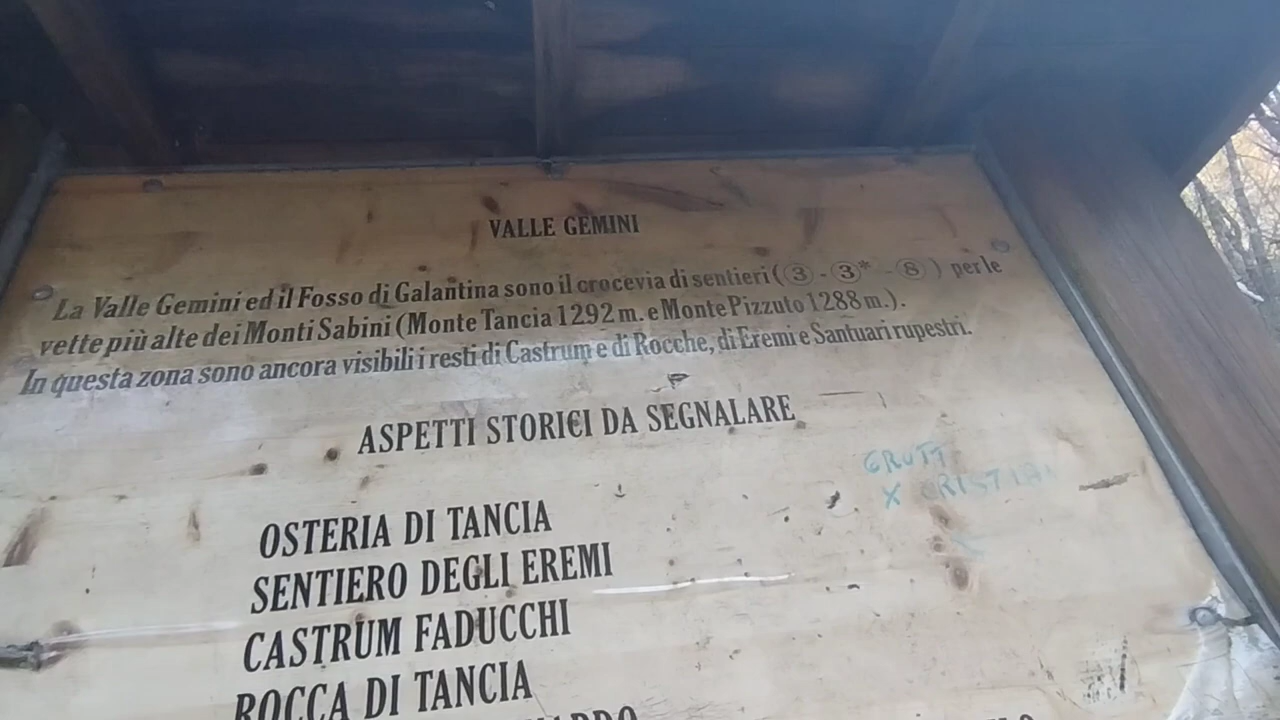 VALLE GEMINI
La Valle Gemini ed il Fosso di Galantina sono il crocevia di sentieri (③ - ③* - ⑧) per le
vette più alte dei Monti Sabini (Monte Tancia 1292 m. e Monte Pizzuto 1288 m.).
In questa zona sono ancora visibili i resti di Castrum e di Rocche, di Eremi e Santuari rupestri.
ASPETTI STORICI DA SEGNALARE
OSTERIA DI TANCIA
SENTIERO DEGLI EREMI
CASTRUM FADUCCHI
ROCCA DI TANCIA